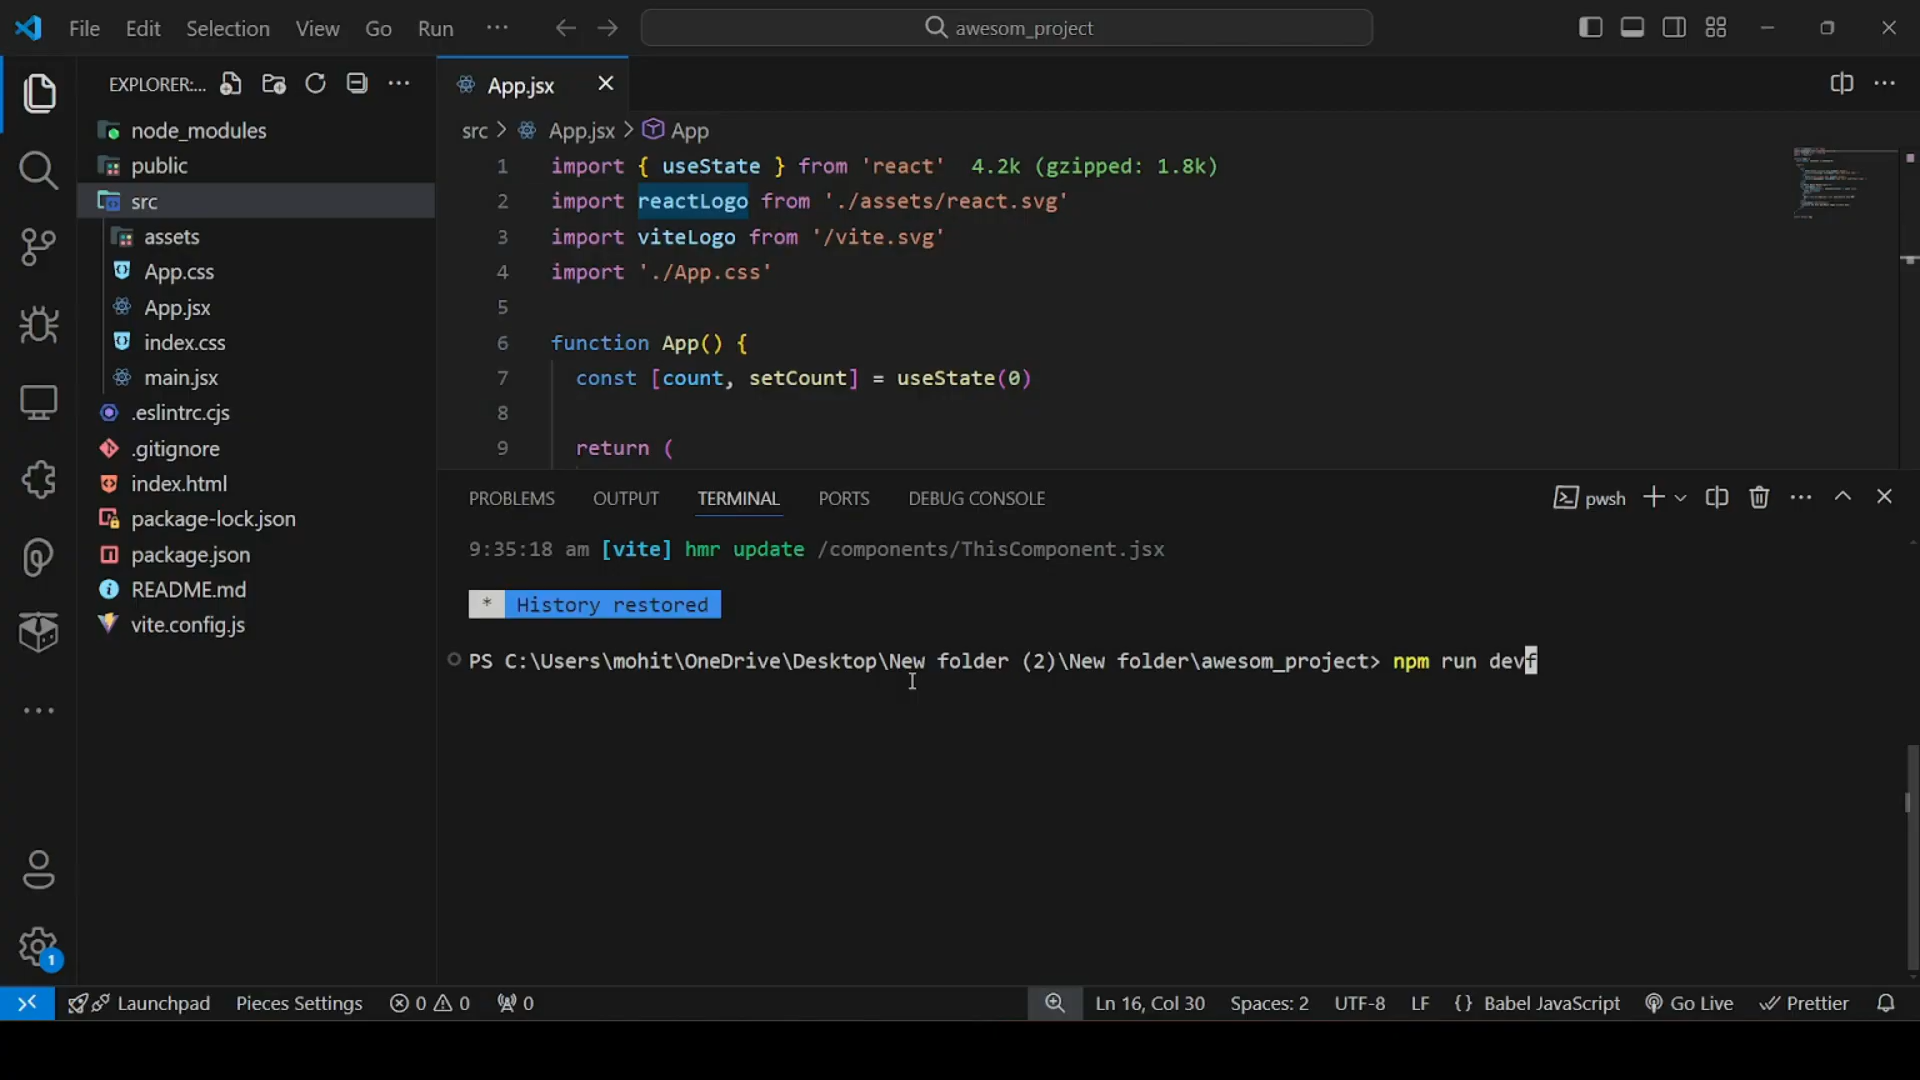 File Edit Selection View Go Run ··· awesom_project
EXPLORER:... ···
node_modules
public
src
assets
App.css
App.jsx
index.css
main.jsx
.eslintrc.cjs
.gitignore
index.html
package-lock.json
package.json
README.md
vite.config.js
1
App.jsx
src > App.jsx > App
1 import { useState } from 'react' 4.2k (gzipped: 1.8k)
2 import reactLogo from './assets/react.svg'
3 import viteLogo from '/vite.svg'
4 import './App.css'
5
6 function App() {
7 const [count, setCount] = useState(0)
8
9 return (
PROBLEMS OUTPUT TERMINAL PORTS DEBUG CONSOLE pwsh
9:35:18 am [vite] hmr update /components/ThisComponent.jsx
* History restored
PS C:\Users\mohit\OneDrive\Desktop\New folder (2)\New folder\awesom_project> npm run devf
Launchpad Pieces Settings 0 0 0 Ln 16, Col 30 Spaces: 2 UTF-8 LF {} Babel JavaScript Go Live Prettier